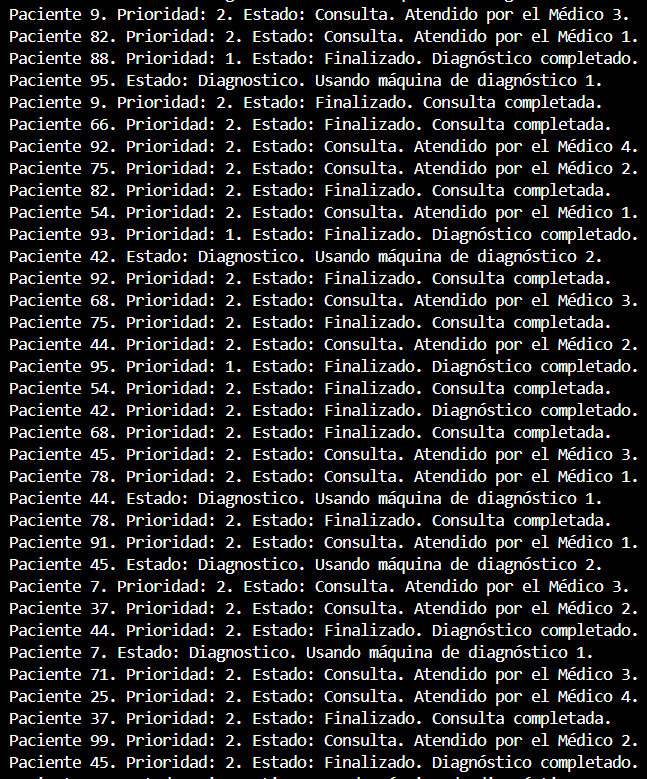 Paciente 9. Prioridad: 2. Estado: Consulta. Atendido por el Médico 3.
Paciente 82. Prioridad: 2. Estado: Consulta. Atendido por el Médico 1.
Paciente 88. Prioridad: 1. Estado: Finalizado. Diagnóstico completado.
Paciente 95. Estado: Diagnostico. Usando máquina de diagnóstico 1.
Paciente 9. Prioridad: 2. Estado: Finalizado. Consulta completada.
Paciente 66. Prioridad: 2. Estado: Finalizado. Consulta completada.
Paciente 92. Prioridad: 2. Estado: Consulta. Atendido por el Médico 4.
Paciente 75. Prioridad: 2. Estado: Consulta. Atendido por el Médico 2.
Paciente 82. Prioridad: 2. Estado: Finalizado. Consulta completada.
Paciente 54. Prioridad: 2. Estado: Consulta. Atendido por el Médico 1.
Paciente 93. Prioridad: 1. Estado: Finalizado. Diagnóstico completado.
Paciente 42. Estado: Diagnostico. Usando máquina de diagnóstico 2.
Paciente 92. Prioridad: 2. Estado: Finalizado. Consulta completada.
Paciente 68. Prioridad: 2. Estado: Consulta. Atendido por el Médico 3.
Paciente 75. Prioridad: 2. Estado: Finalizado. Consulta completada.
Paciente 44. Prioridad: 2. Estado: Consulta. Atendido por el Médico 2.
Paciente 95. Prioridad: 1. Estado: Finalizado. Diagnóstico completado.
Paciente 54. Prioridad: 2. Estado: Finalizado. Consulta completada.
Paciente 42. Prioridad: 2. Estado: Finalizado. Diagnóstico completado.
Paciente 68. Prioridad: 2. Estado: Finalizado. Consulta completada.
Paciente 45. Prioridad: 2. Estado: Consulta. Atendido por el Médico 3.
Paciente 78. Prioridad: 2. Estado: Consulta. Atendido por el Médico 1.
Paciente 44. Estado: Diagnostico. Usando máquina de diagnóstico 1.
Paciente 78. Prioridad: 2. Estado: Finalizado. Consulta completada.
Paciente 91. Prioridad: 2. Estado: Consulta. Atendido por el Médico 1.
Paciente 45. Estado: Diagnostico. Usando máquina de diagnóstico 2.
Paciente 7. Prioridad: 2. Estado: Consulta. Atendido por el Médico 3.
Paciente 37. Prioridad: 2. Estado: Consulta. Atendido por el Médico 2.
Paciente 44. Prioridad: 2. Estado: Finalizado. Diagnóstico completado.
Paciente 7. Estado: Diagnostico. Usando máquina de diagnóstico 1.
Paciente 71. Prioridad: 2. Estado: Consulta. Atendido por el Médico 3.
Paciente 25. Prioridad: 2. Estado: Consulta. Atendido por el Médico 4.
Paciente 37. Prioridad: 2. Estado: Finalizado. Consulta completada.
Paciente 99. Prioridad: 2. Estado: Consulta. Atendido por el Médico 2.
Paciente 45. Prioridad: 2. Estado: Finalizado. Diagnóstico completado.